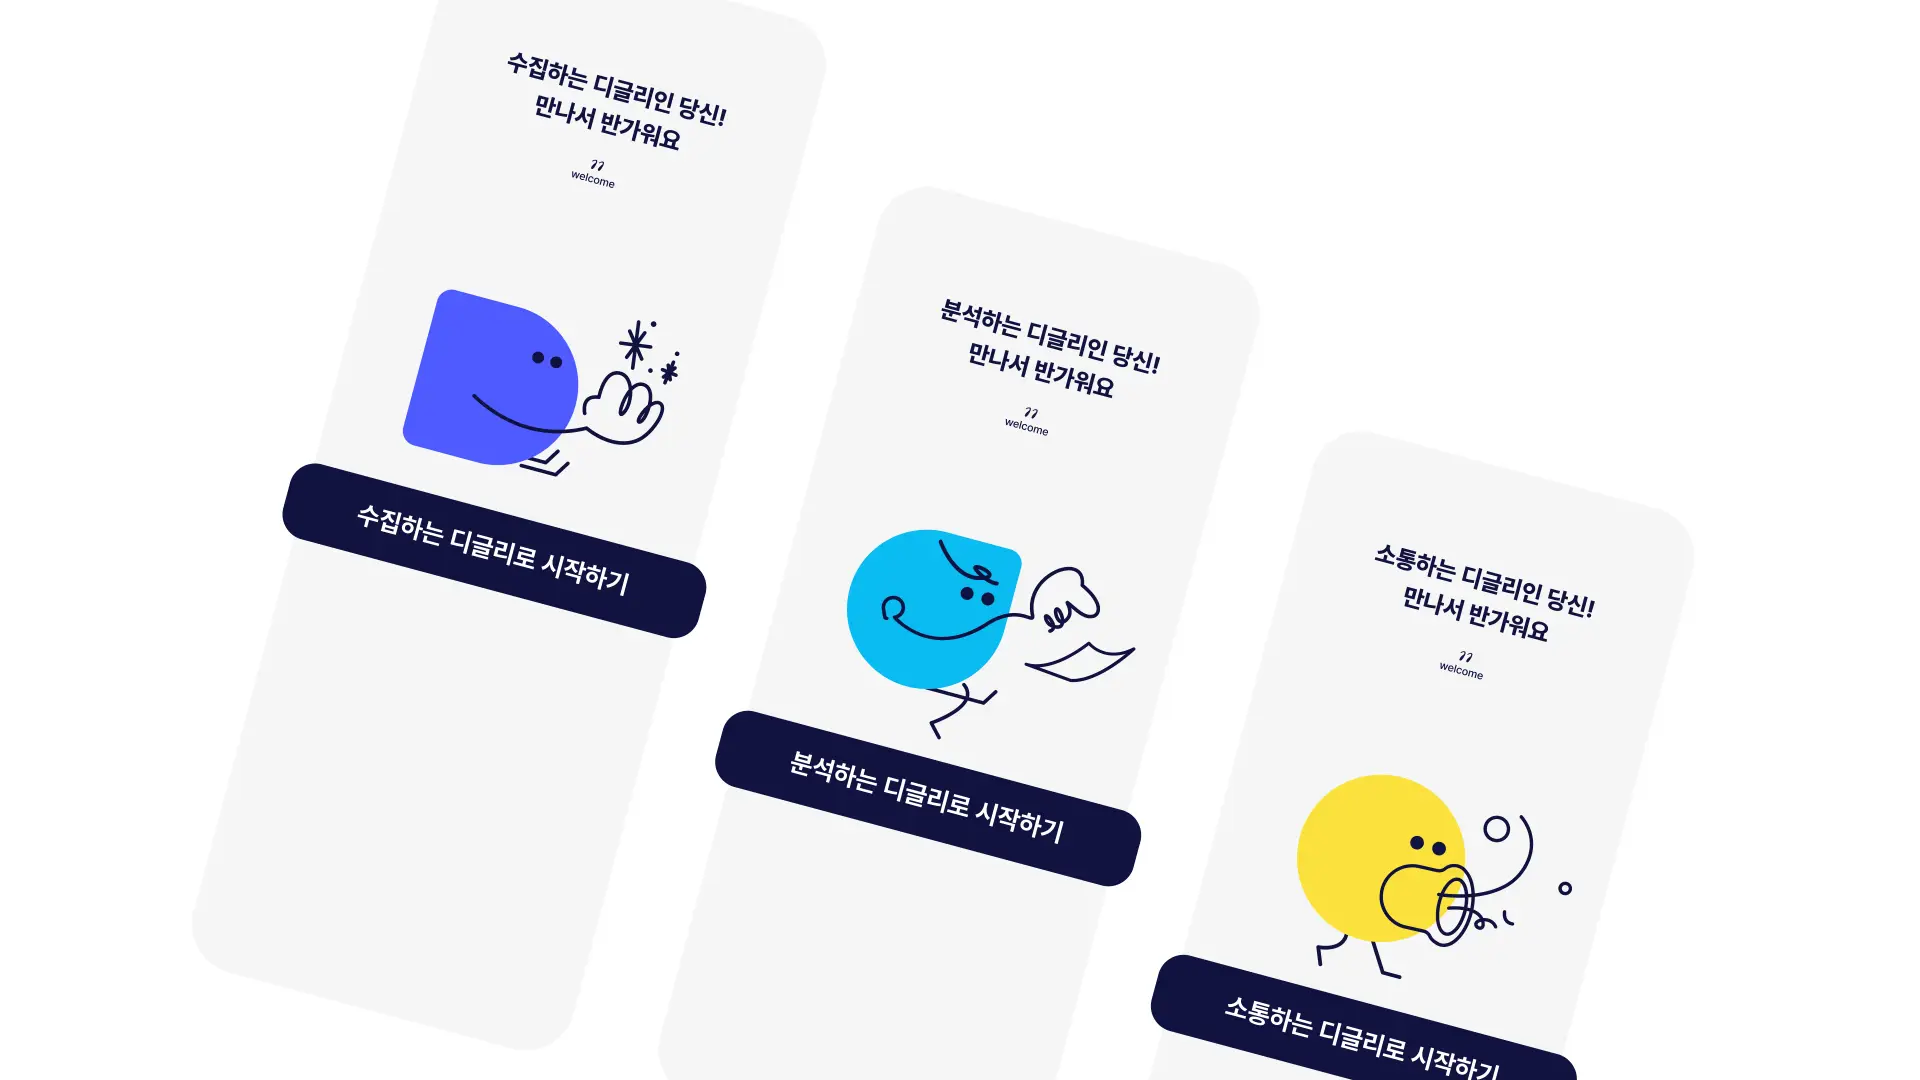 수집하는 디글리인 당신!
만나서 반가워요
welcome
수집하는 디글리로 시작하기
분석하는 디글리인 당신!
만나서 반가워요
welcome
분석하는 디글리로 시작하기
소통하는 디글리인 당신!
만나서 반가워요
welcome
소통하는 디글리로 시작하기